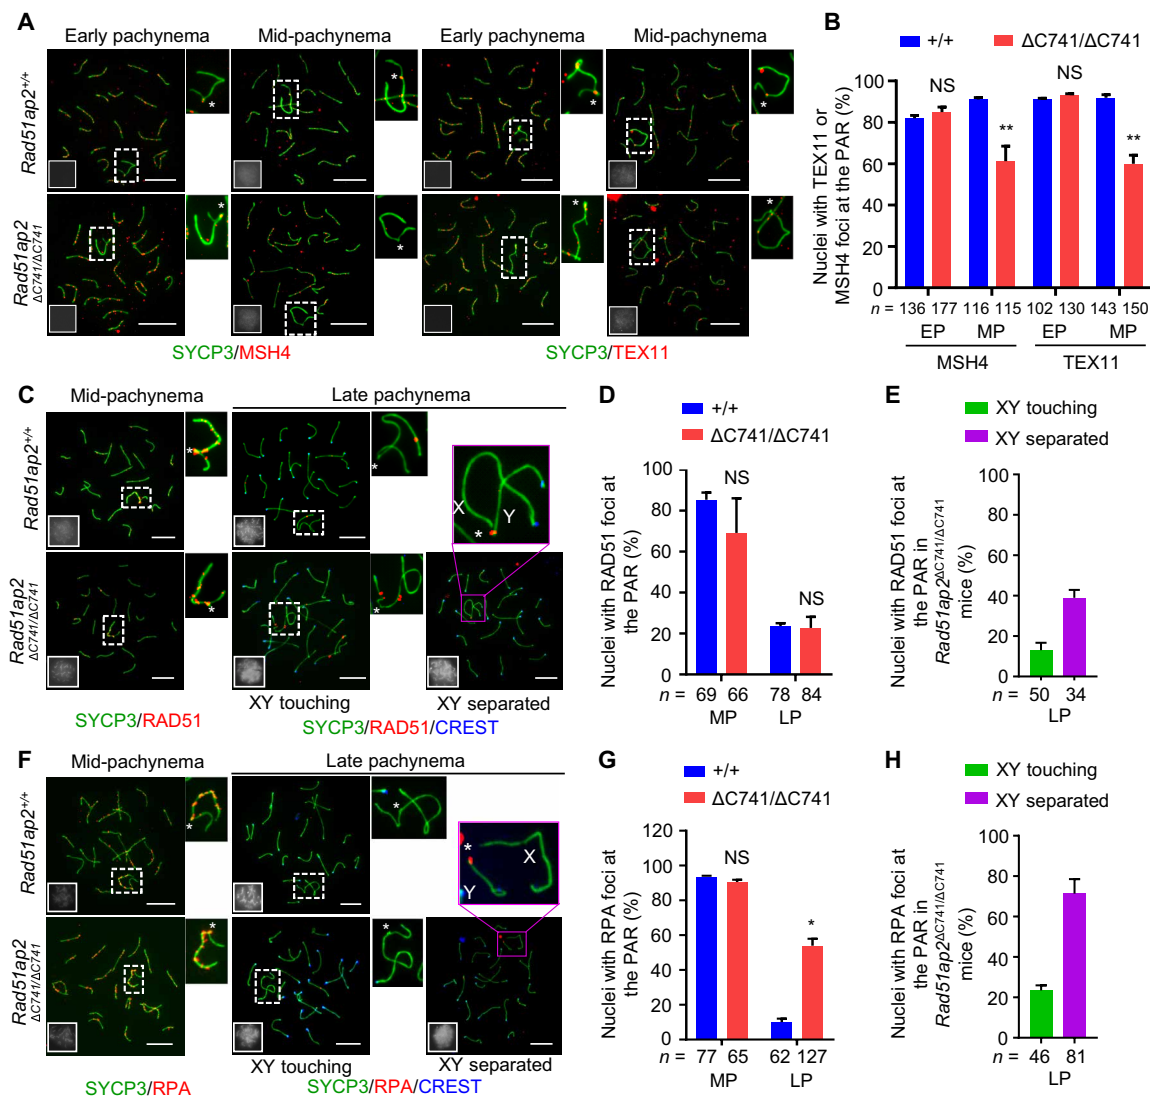 A
Early pachynema
Mid-pachynema
Early pachynema
Mid-pachynema
Rad51ap2+/+
Rad51ap2
ΔC741/ΔC741
*
*
*
*
*
*
*
*
SYCP3/MSH4
SYCP3/TEX11
B
+/+
ΔC741/ΔC741
Nuclei with TEX11 or
MSH4 foci at the PAR (%)
100
80
60
40
20
0
NS
**
NS
**
n = 136 177 116 115 102 130 143 150
EP MP EP MP
MSH4 TEX11
C
Mid-pachynema
Late pachynema
Rad51ap2+/+
Rad51ap2
ΔC741/ΔC741
*
*
X
Y
*
*
*
XY touching
XY separated
SYCP3/RAD51
SYCP3/RAD51/CREST
D
+/+
ΔC741/ΔC741
Nuclei with RAD51 foci at
the PAR (%)
100
80
60
40
20
0
NS
NS
n = 69 66 78 84
MP LP
E
XY touching
XY separated
Nuclei with RAD51 foci at
the PAR in
Rad51ap2ΔC741/ΔC741
mice (%)
100
80
60
40
20
0
n = 50 34
LP
F
Mid-pachynema
Late pachynema
Rad51ap2+/+
Rad51ap2
ΔC741/ΔC741
*
*
*
X
Y
*
*
XY touching
XY separated
SYCP3/RPA
SYCP3/RPA/CREST
G
+/+
ΔC741/ΔC741
Nuclei with RPA foci at
the PAR (%)
120
100
80
60
40
20
0
NS
*
n = 77 65 62 127
MP LP
H
XY touching
XY separated
Nuclei with RPA foci at
the PAR in
Rad51ap2ΔC741/ΔC741
mice (%)
100
80
60
40
20
0
n = 46 81
LP